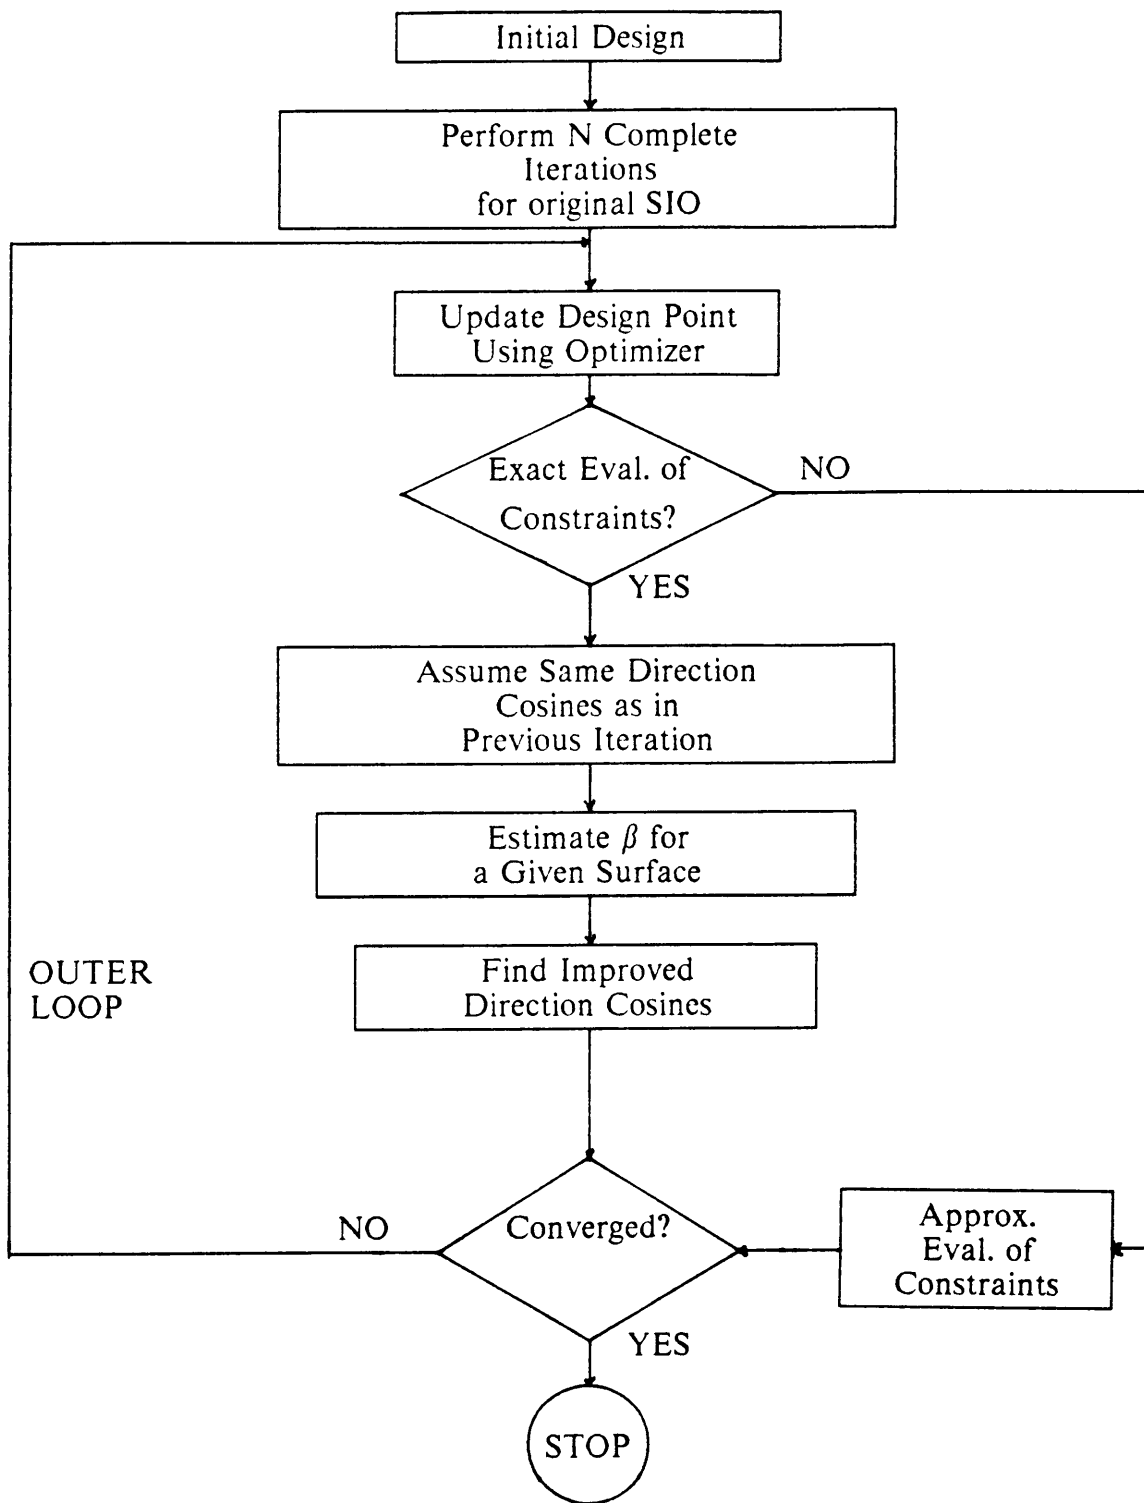 Initial Design
Perform N Complete
Iterations
for original SIO
Update Design Point
Using Optimizer
Exact Eval. of
Constraints?
NO
YES
Assume Same Direction
Cosines as in
Previous Iteration
Estimate β for
a Given Surface
Find Improved
Direction Cosines
OUTER
LOOP
NO
Converged?
Approx.
Eval. of
Constraints
YES
STOP